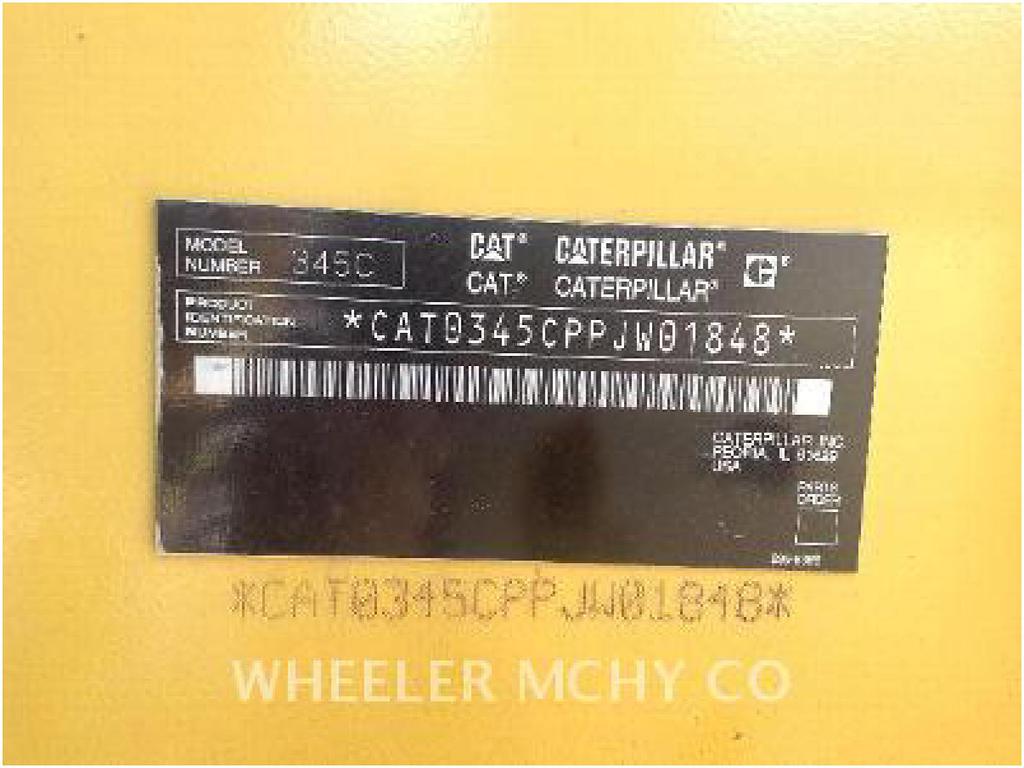 MODEL
NUMBER 345C
CAT® CATERPILLAR®
CAT® CATERPILLAR®
PRODUCT
IDENTIFICATION
NUMBER
*CAT0345CPPJW01848*
CATERPILLAR INC
PEORIA, IL
USA
PARTS
ORDER
*CAT0345CPPJW01848*
WHEELER MCHY CO